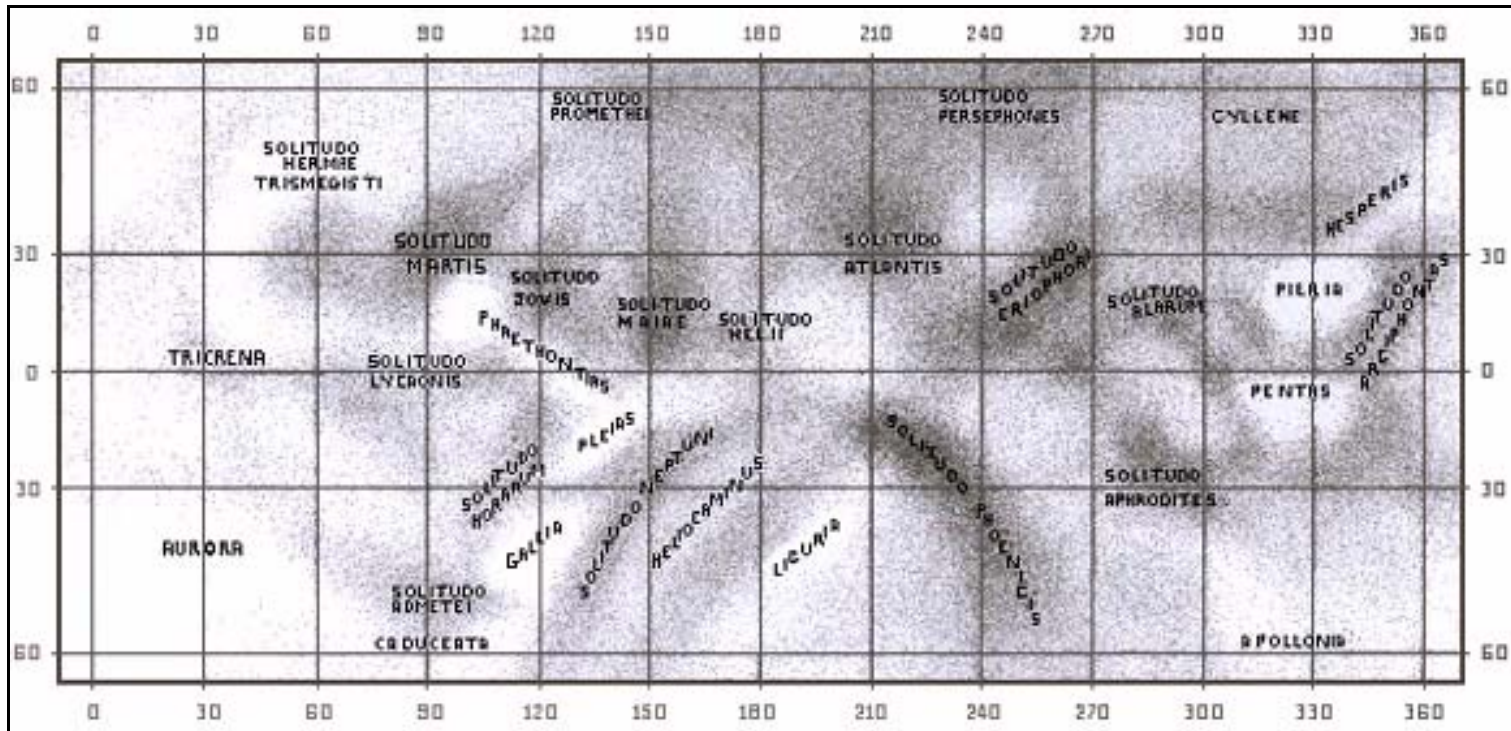 0 30 60 90 120 150 180 210 240 270 300 330 360
60 60
SOLITUDO
PROMETHEI
SOLITUDO
PERSEPHONES
CYLLENE
SOLITUDO
HERMAE
TRISMEGISTI
HESPERIS
SOLITUDO
MARTIS
SOLITUDO
ATLANTIS
30 30
SOLITUDO
CRIOPHORI
SOLITUDO
JOVIS
SOLITUDO
MAIAE
SOLITUDO
ALARUM
PIERIA
SOLITUDO
ARGIPHONTAS
SOLITUDO
HELII
PHAETHONTIAS
TRICRENA
SOLITUDO
LYCAONIS
0 0
PENTAS
PLEIAS
SOLITUDO NEPTUNI
SOLITUDO PHOENICIS
SOLITUDO
HORARUM
HELIOCAMINUS
SOLITUDO
APHRODITES
30 30
AURORA
GALLIA
LIGURIA
SOLITUDO
ADMETEI
CADUCEATA
APOLLONIA
60 60
0 30 60 90 120 150 180 210 240 270 300 330 360